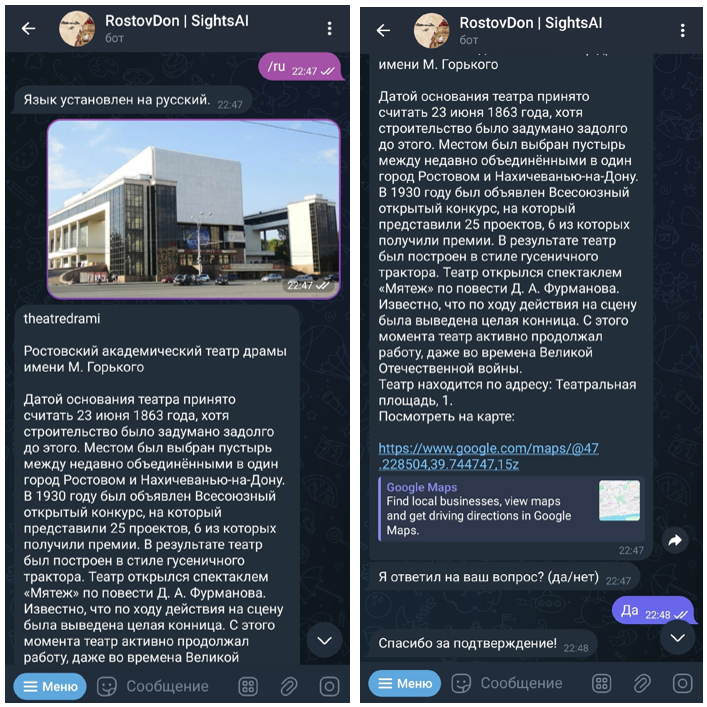 RostovDon | SightsAI
бот
/ru 22:47
Язык установлен на русский. 22:47
22:47
theatredrami
Ростовский академический театр драмы
имени М. Горького
Датой основания театра принято
считать 23 июня 1863 года, хотя
строительство было задумано задолго
до этого. Местом был выбран пустырь
между недавно объединёнными в один
город Ростовом и Нахичеванью-на-Дону.
В 1930 году был объявлен Всесоюзный
открытый конкурс, на который
представили 25 проектов, 6 из которых
получили премии. В результате театр
был построен в стиле гусеничного
трактора. Театр открылся спектаклем
«Мятеж» по повести Д. А. Фурманова.
Известно, что по ходу действия на сцену
была выведена целая конница. С этого
момента театр активно продолжал
работу, даже во времена Великой
Меню
Сообщение
RostovDon | SightsAI
бот
имени М. Горького
Датой основания театра принято
считать 23 июня 1863 года, хотя
строительство было задумано задолго
до этого. Местом был выбран пустырь
между недавно объединёнными в один
город Ростовом и Нахичеванью-на-Дону.
В 1930 году был объявлен Всесоюзный
открытый конкурс, на который
представили 25 проектов, 6 из которых
получили премии. В результате театр
был построен в стиле гусеничного
трактора. Театр открылся спектаклем
«Мятеж» по повести Д. А. Фурманова.
Известно, что по ходу действия на сцену
была выведена целая конница. С этого
момента театр активно продолжал
работу, даже во времена Великой
Отечественной войны.
Театр находится по адресу: Театральная
площадь, 1.
Посмотреть на карте:
https://www.google.com/maps/@47
.228504,39.744747,15z
Google Maps
Find local businesses, view maps
and get driving directions in Google
Maps.
22:47
Я ответил на ваш вопрос? (да/нет) 22:47
Да 22:48
Спасибо за подтверждение! 22:48
Меню
Сообщение